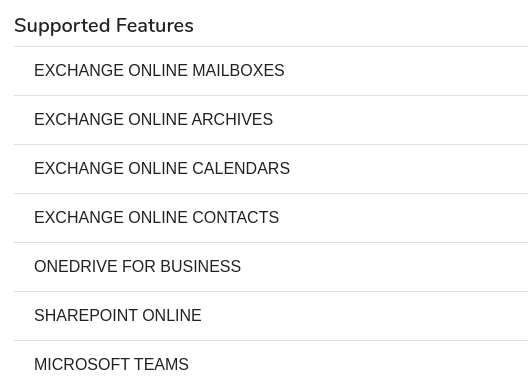 Supported Features
EXCHANGE ONLINE MAILBOXES
EXCHANGE ONLINE ARCHIVES
EXCHANGE ONLINE CALENDARS
EXCHANGE ONLINE CONTACTS
ONEDRIVE FOR BUSINESS
SHAREPOINT ONLINE
MICROSOFT TEAMS